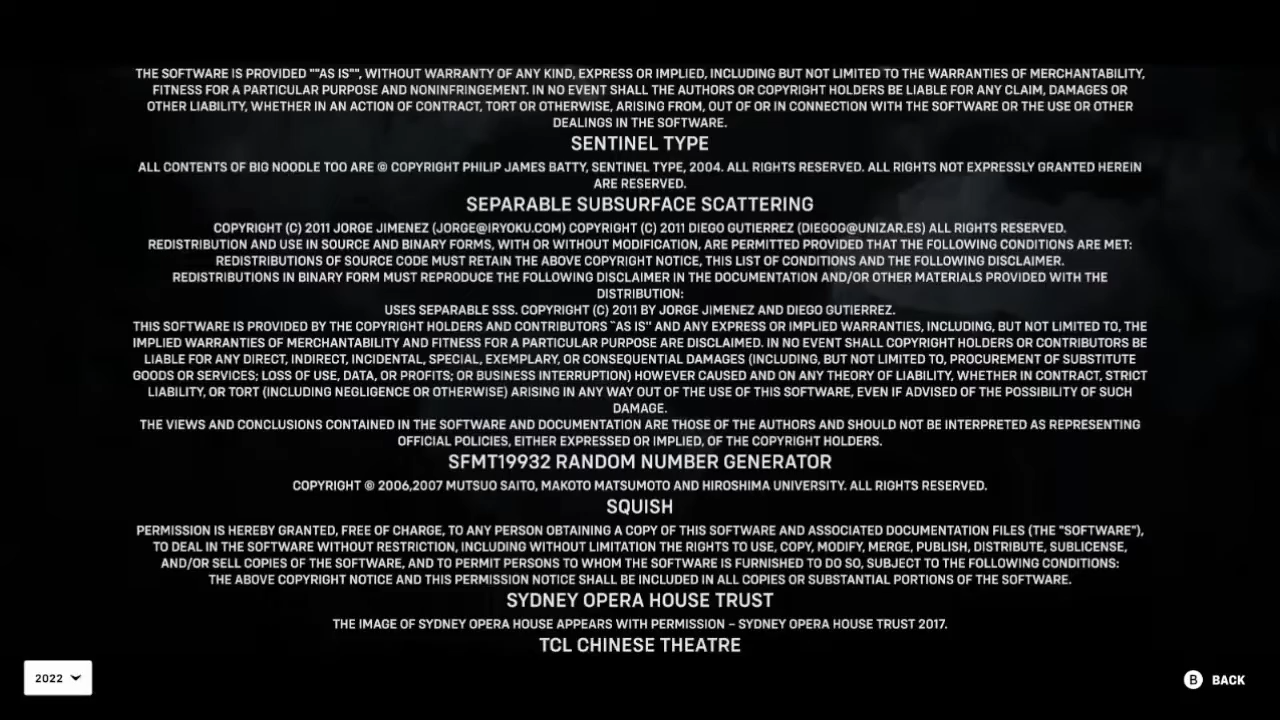 THE SOFTWARE IS PROVIDED ""AS IS"", WITHOUT WARRANTY OF ANY KIND, EXPRESS OR IMPLIED, INCLUDING BUT NOT LIMITED TO THE WARRANTIES OF MERCHANTABILITY,
FITNESS FOR A PARTICULAR PURPOSE AND NONINFRINGEMENT. IN NO EVENT SHALL THE AUTHORS OR COPYRIGHT HOLDERS BE LIABLE FOR ANY CLAIM, DAMAGES OR
OTHER LIABILITY, WHETHER IN AN ACTION OF CONTRACT, TORT OR OTHERWISE, ARISING FROM, OUT OF OR IN CONNECTION WITH THE SOFTWARE OR THE USE OR OTHER
DEALINGS IN THE SOFTWARE.
SENTINEL TYPE
ALL CONTENTS OF BIG NOODLE TOO ARE © COPYRIGHT PHILIP JAMES BATTY, SENTINEL TYPE, 2004. ALL RIGHTS RESERVED. ALL RIGHTS NOT EXPRESSLY GRANTED HEREIN
ARE RESERVED.
SEPARABLE SUBSURFACE SCATTERING
COPYRIGHT (C) 2011 JORGE JIMENEZ (JORGE@IRYOKU.COM) COPYRIGHT (C) 2011 DIEGO GUTIERREZ (DIEGOG@UNIZAR.ES) ALL RIGHTS RESERVED.
REDISTRIBUTION AND USE IN SOURCE AND BINARY FORMS, WITH OR WITHOUT MODIFICATION, ARE PERMITTED PROVIDED THAT THE FOLLOWING CONDITIONS ARE MET:
REDISTRIBUTIONS OF SOURCE CODE MUST RETAIN THE ABOVE COPYRIGHT NOTICE, THIS LIST OF CONDITIONS AND THE FOLLOWING DISCLAIMER.
REDISTRIBUTIONS IN BINARY FORM MUST REPRODUCE THE FOLLOWING DISCLAIMER IN THE DOCUMENTATION AND/OR OTHER MATERIALS PROVIDED WITH THE
DISTRIBUTION:
USES SEPARABLE SSS. COPYRIGHT (C) 2011 BY JORGE JIMENEZ AND DIEGO GUTIERREZ.
THIS SOFTWARE IS PROVIDED BY THE COPYRIGHT HOLDERS AND CONTRIBUTORS ``AS IS'' AND ANY EXPRESS OR IMPLIED WARRANTIES, INCLUDING, BUT NOT LIMITED TO, THE
IMPLIED WARRANTIES OF MERCHANTABILITY AND FITNESS FOR A PARTICULAR PURPOSE ARE DISCLAIMED. IN NO EVENT SHALL COPYRIGHT HOLDERS OR CONTRIBUTORS BE
LIABLE FOR ANY DIRECT, INDIRECT, INCIDENTAL, SPECIAL, EXEMPLARY, OR CONSEQUENTIAL DAMAGES (INCLUDING, BUT NOT LIMITED TO, PROCUREMENT OF SUBSTITUTE
GOODS OR SERVICES; LOSS OF USE, DATA, OR PROFITS; OR BUSINESS INTERRUPTION) HOWEVER CAUSED AND ON ANY THEORY OF LIABILITY, WHETHER IN CONTRACT, STRICT
LIABILITY, OR TORT (INCLUDING NEGLIGENCE OR OTHERWISE) ARISING IN ANY WAY OUT OF THE USE OF THIS SOFTWARE, EVEN IF ADVISED OF THE POSSIBILITY OF SUCH
DAMAGE.
THE VIEWS AND CONCLUSIONS CONTAINED IN THE SOFTWARE AND DOCUMENTATION ARE THOSE OF THE AUTHORS AND SHOULD NOT BE INTERPRETED AS REPRESENTING
OFFICIAL POLICIES, EITHER EXPRESSED OR IMPLIED, OF THE COPYRIGHT HOLDERS.
SFMT19932 RANDOM NUMBER GENERATOR
COPYRIGHT © 2006,2007 MUTSUO SAITO, MAKOTO MATSUMOTO AND HIROSHIMA UNIVERSITY. ALL RIGHTS RESERVED.
SQUISH
PERMISSION IS HEREBY GRANTED, FREE OF CHARGE, TO ANY PERSON OBTAINING A COPY OF THIS SOFTWARE AND ASSOCIATED DOCUMENTATION FILES (THE "SOFTWARE"),
TO DEAL IN THE SOFTWARE WITHOUT RESTRICTION, INCLUDING WITHOUT LIMITATION THE RIGHTS TO USE, COPY, MODIFY, MERGE, PUBLISH, DISTRIBUTE, SUBLICENSE,
AND/OR SELL COPIES OF THE SOFTWARE, AND TO PERMIT PERSONS TO WHOM THE SOFTWARE IS FURNISHED TO DO SO, SUBJECT TO THE FOLLOWING CONDITIONS:
THE ABOVE COPYRIGHT NOTICE AND THIS PERMISSION NOTICE SHALL BE INCLUDED IN ALL COPIES OR SUBSTANTIAL PORTIONS OF THE SOFTWARE.
SYDNEY OPERA HOUSE TRUST
THE IMAGE OF SYDNEY OPERA HOUSE APPEARS WITH PERMISSION – SYDNEY OPERA HOUSE TRUST 2017.
TCL CHINESE THEATRE
2022
B BACK